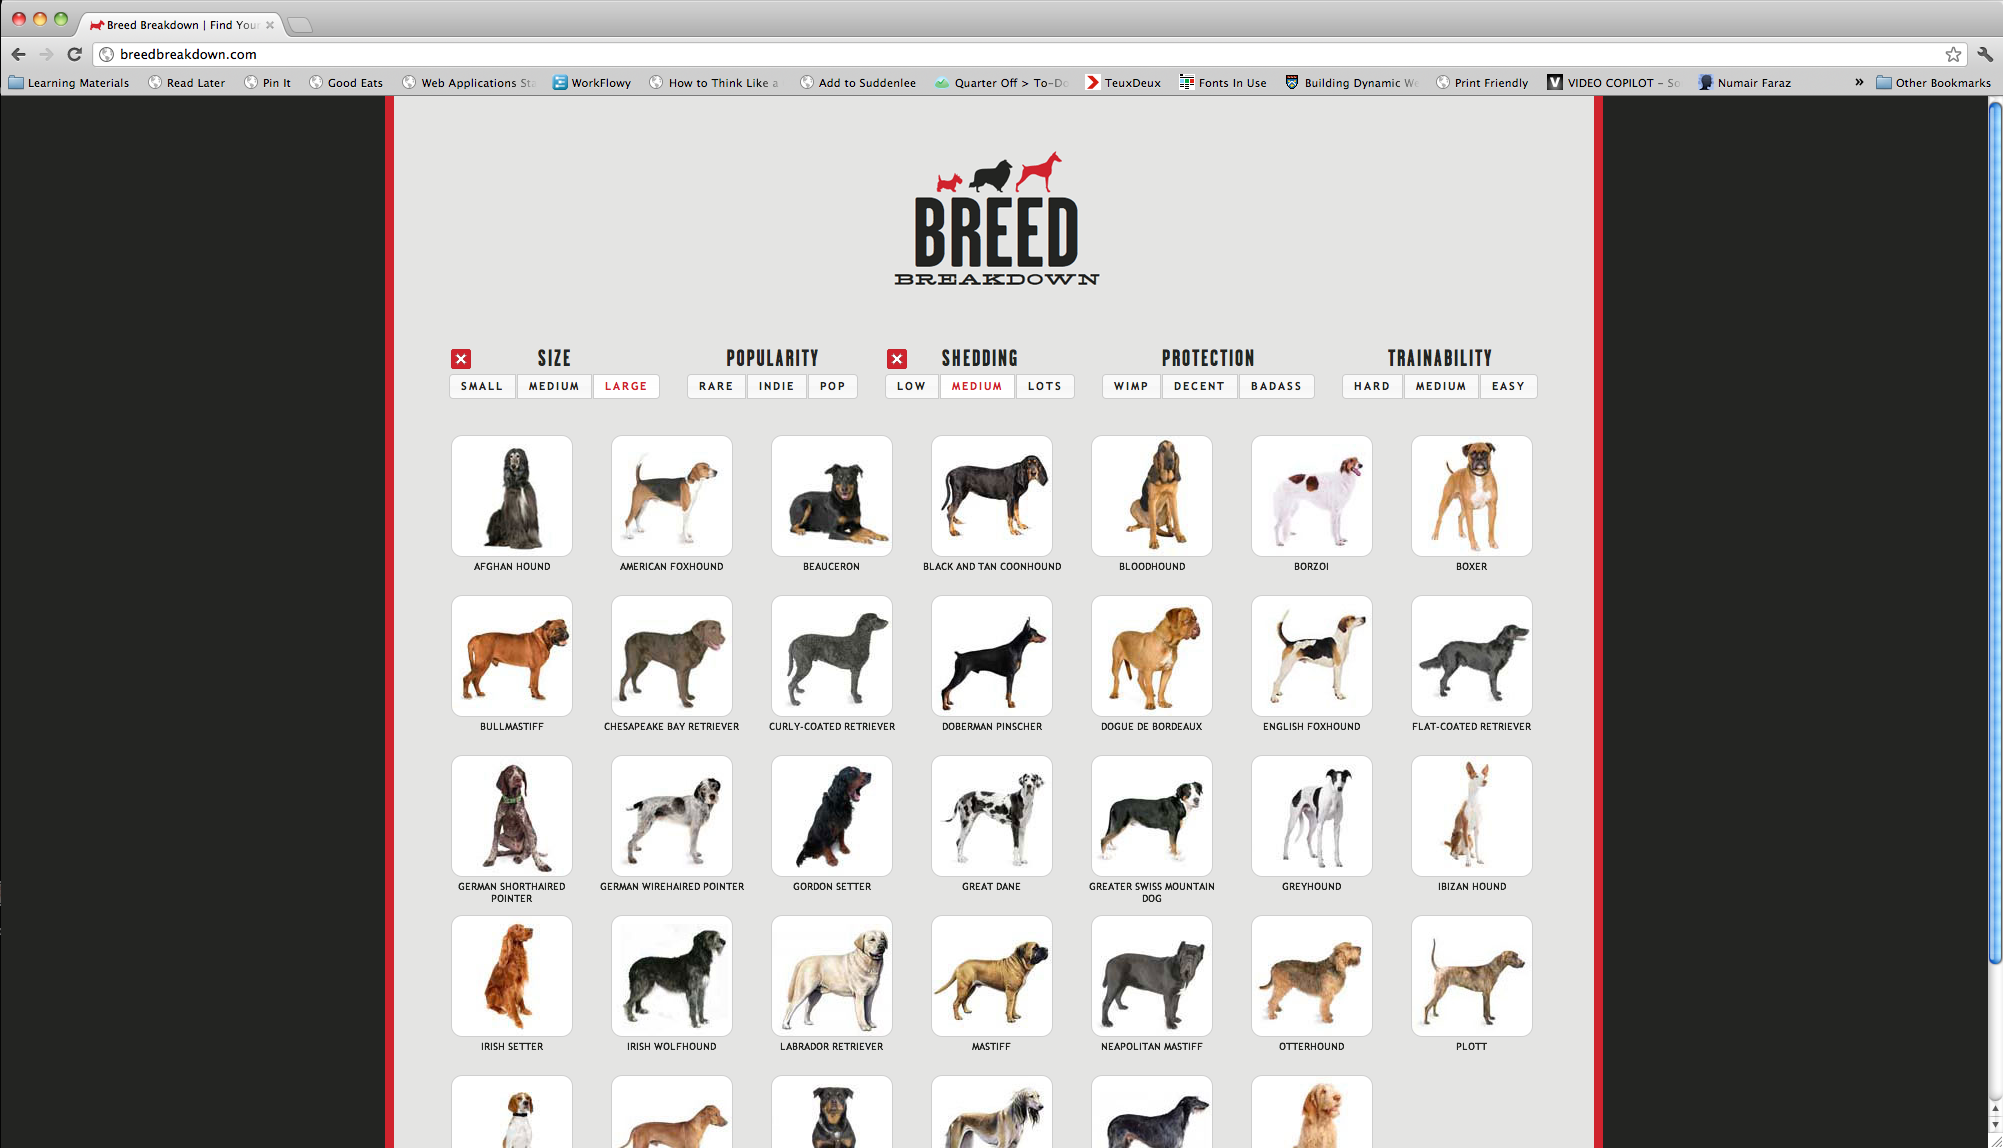 Breed Breakdown | Find Your
breedbreakdown.com
Learning Materials Read Later Pin It Good Eats Web Applications Sta WorkFlowy How to Think Like a Add to Suddenlee Quarter Off > To-Do TeuxDeux Fonts In Use Building Dynamic We Print Friendly VIDEO COPILOT – So Numair Faraz » Other Bookmarks
BREED
BREAKDOWN
SIZE POPULARITY SHEDDING PROTECTION TRAINABILITY
SMALL MEDIUM LARGE RARE INDIE POP LOW MEDIUM LOTS WIMP DECENT BADASS HARD MEDIUM EASY
AFGHAN HOUND AMERICAN FOXHOUND BEAUCERON BLACK AND TAN COONHOUND BLOODHOUND BORZOI BOXER
BULLMASTIFF CHESAPEAKE BAY RETRIEVER CURLY-COATED RETRIEVER DOBERMAN PINSCHER DOGUE DE BORDEAUX ENGLISH FOXHOUND FLAT-COATED RETRIEVER
GERMAN SHORTHAIRED POINTER GERMAN WIREHAIRED POINTER GORDON SETTER GREAT DANE GREATER SWISS MOUNTAIN DOG GREYHOUND IBIZAN HOUND
IRISH SETTER IRISH WOLFHOUND LABRADOR RETRIEVER MASTIFF NEAPOLITAN MASTIFF OTTERHOUND PLOTT